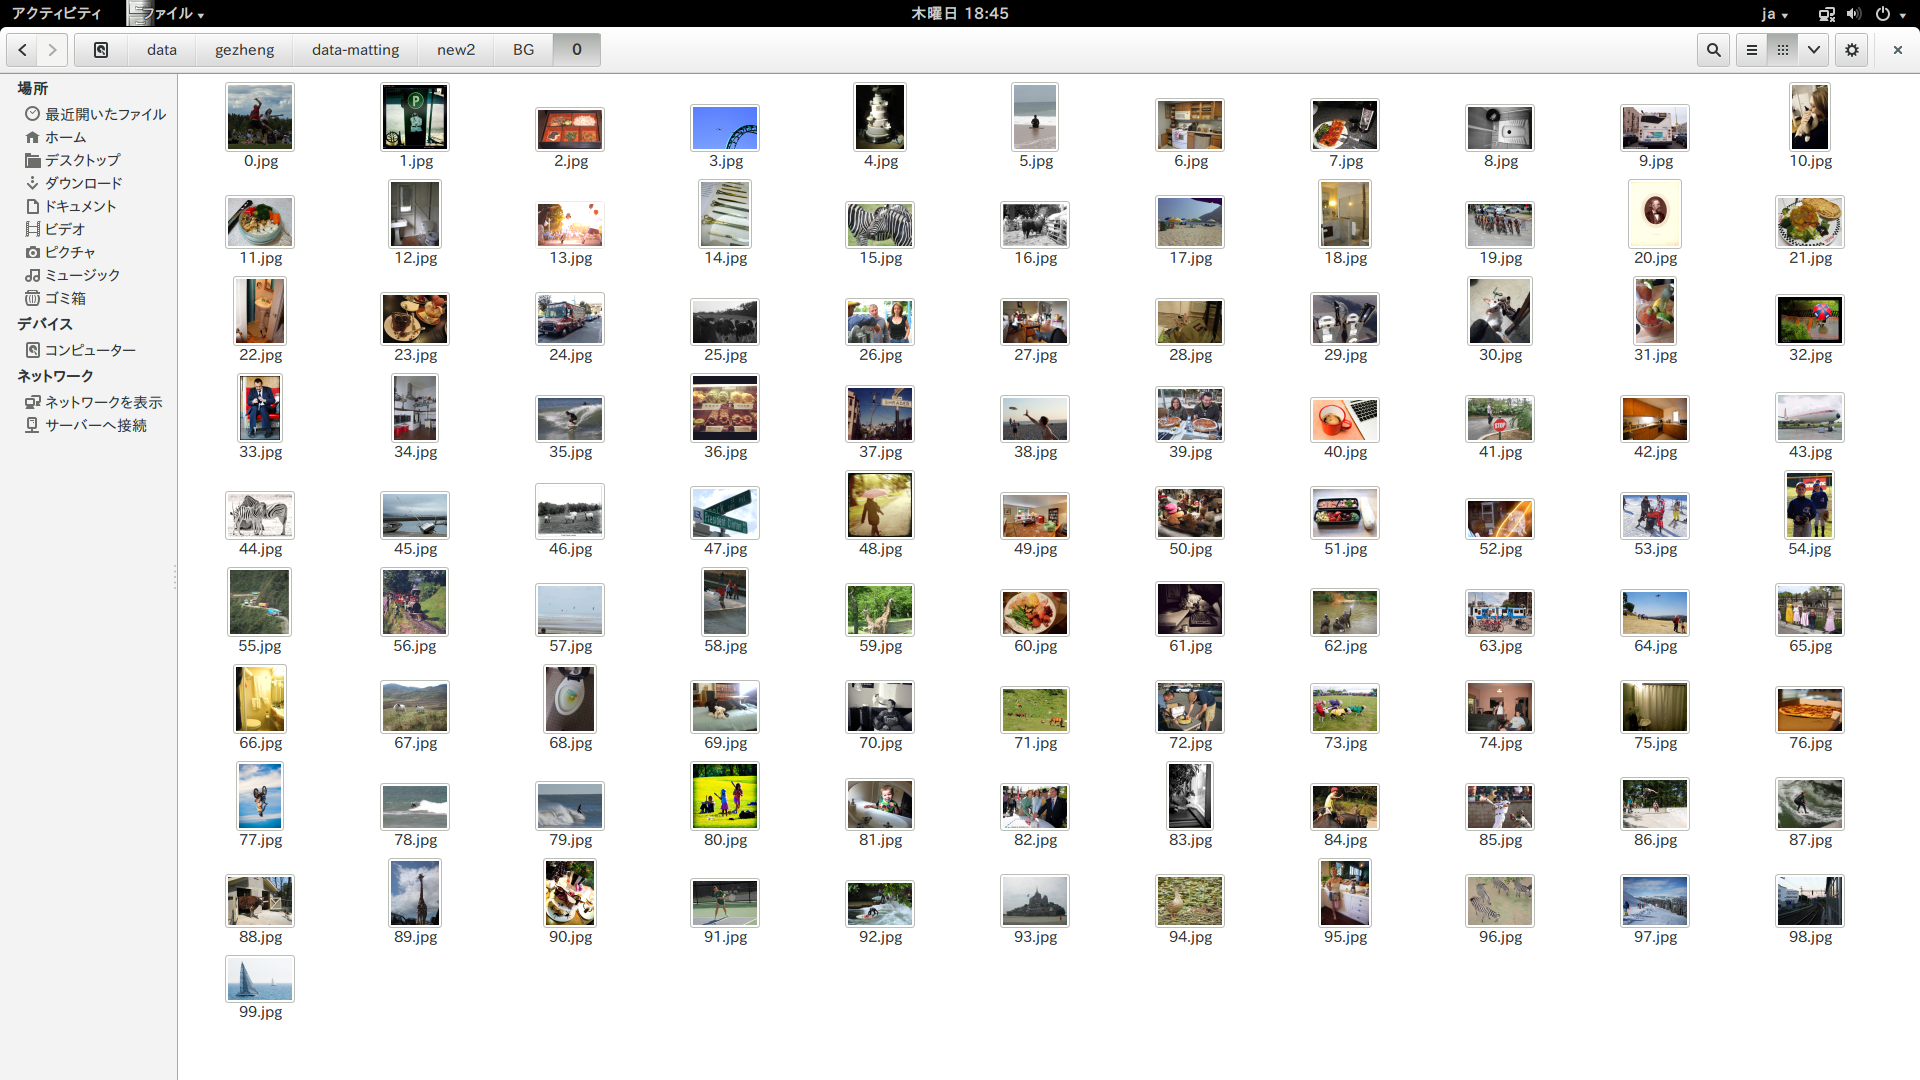 アクティビティ ファイル 木曜日 18:45 ja
data gezheng data-matting new2 BG 0
場所
最近開いたファイル
ホーム
デスクトップ
ダウンロード
ドキュメント
ビデオ
ピクチャ
ミュージック
ゴミ箱
デバイス
コンピューター
ネットワーク
ネットワークを表示
サーバーへ接続
0.jpg 1.jpg 2.jpg 3.jpg 4.jpg 5.jpg 6.jpg 7.jpg 8.jpg 9.jpg 10.jpg
11.jpg 12.jpg 13.jpg 14.jpg 15.jpg 16.jpg 17.jpg 18.jpg 19.jpg 20.jpg 21.jpg
22.jpg 23.jpg 24.jpg 25.jpg 26.jpg 27.jpg 28.jpg 29.jpg 30.jpg 31.jpg 32.jpg
33.jpg 34.jpg 35.jpg 36.jpg 37.jpg 38.jpg 39.jpg 40.jpg 41.jpg 42.jpg 43.jpg
44.jpg 45.jpg 46.jpg 47.jpg 48.jpg 49.jpg 50.jpg 51.jpg 52.jpg 53.jpg 54.jpg
55.jpg 56.jpg 57.jpg 58.jpg 59.jpg 60.jpg 61.jpg 62.jpg 63.jpg 64.jpg 65.jpg
66.jpg 67.jpg 68.jpg 69.jpg 70.jpg 71.jpg 72.jpg 73.jpg 74.jpg 75.jpg 76.jpg
77.jpg 78.jpg 79.jpg 80.jpg 81.jpg 82.jpg 83.jpg 84.jpg 85.jpg 86.jpg 87.jpg
88.jpg 89.jpg 90.jpg 91.jpg 92.jpg 93.jpg 94.jpg 95.jpg 96.jpg 97.jpg 98.jpg
99.jpg